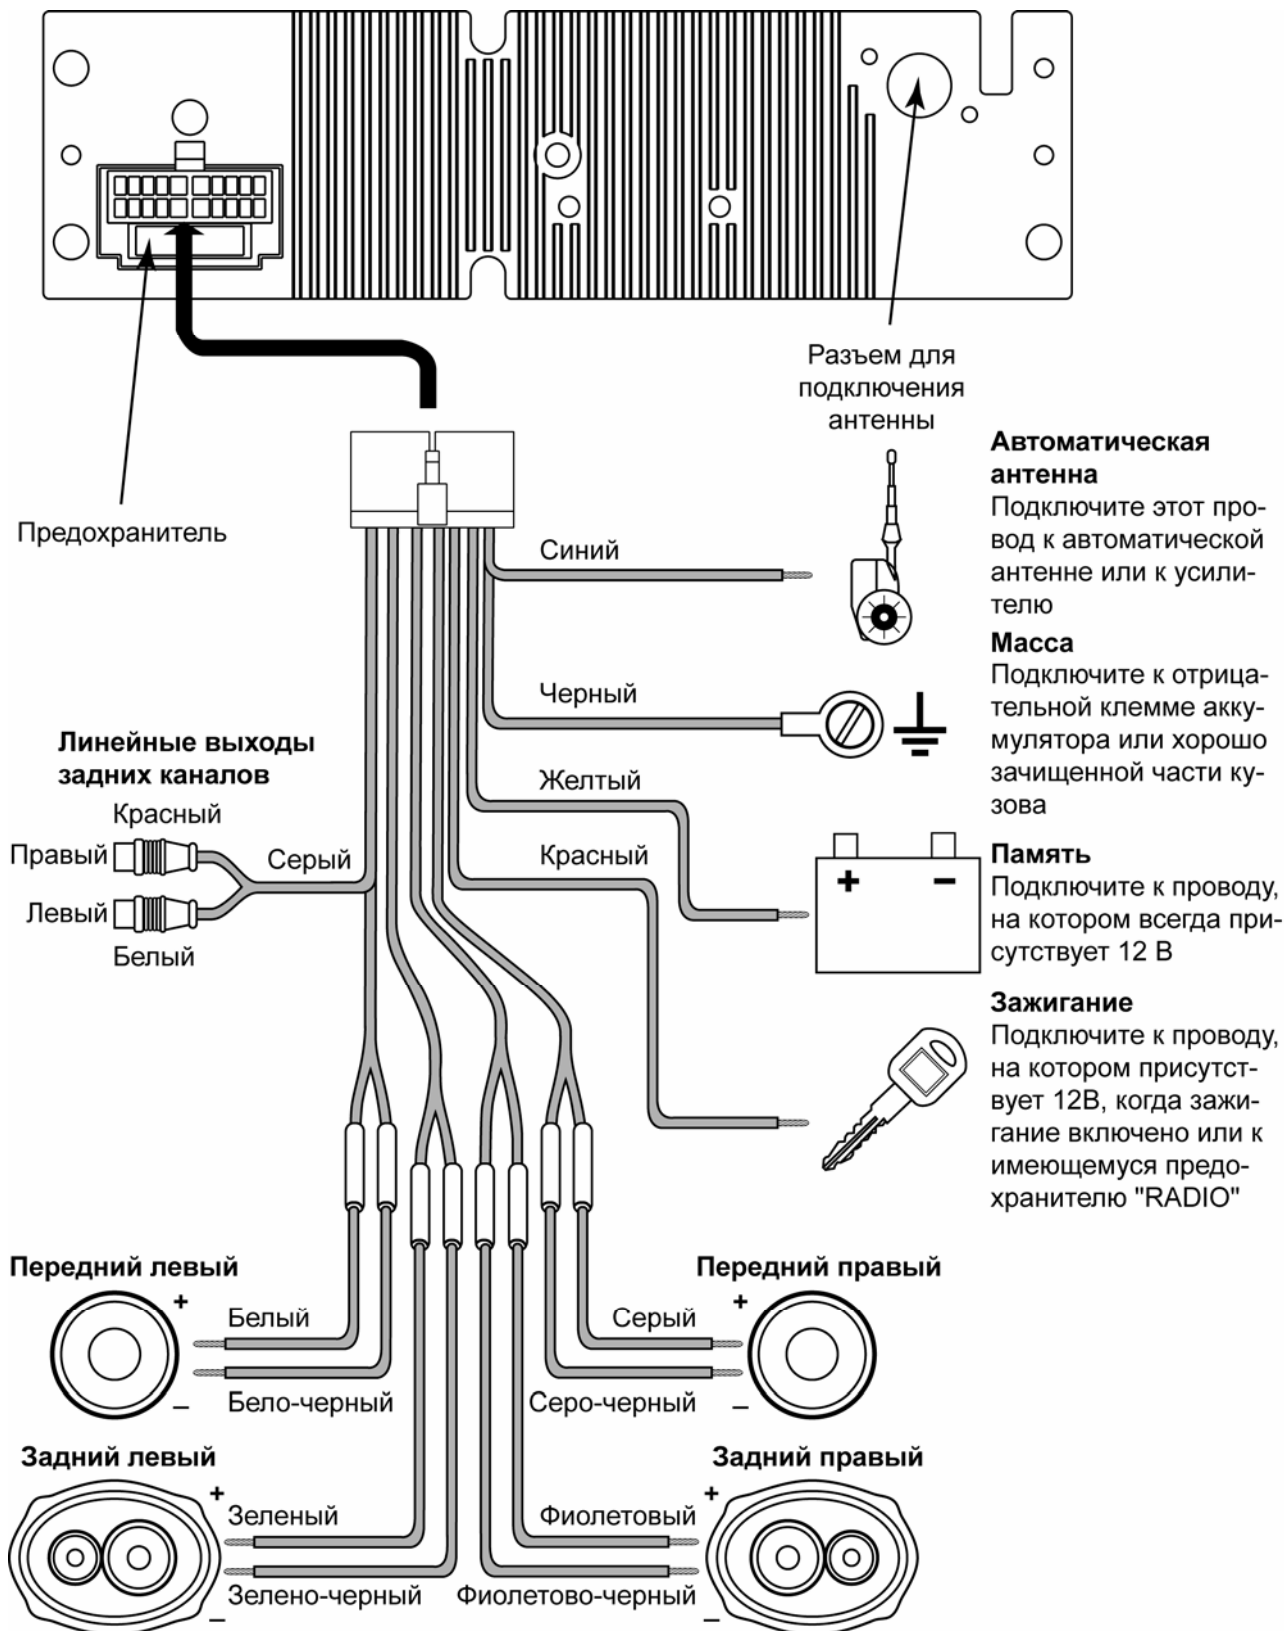 Разъем для
подключения
антенны
Предохранитель
Автоматическая
антенна
Подключите этот про-
вод к автоматической
антенне или к усили-
телю
Синий
Масса
Подключите к отрица-
тельной клемме акку-
мулятора или хорошо
зачищенной части ку-
зова
Черный
Линейные выходы
задних каналов
Красный
Правый
Серый
Левый
Белый
Желтый
Красный
+ −
Память
Подключите к проводу,
на котором всегда при-
сутствует 12 В
Зажигание
Подключите к проводу,
на котором присутст-
вует 12В, когда зажи-
гание включено или к
имеющемуся предо-
хранителю "RADIO"
Передний левый
+
Белый
Бело-черный
−
Передний правый
+
Серый
Серо-черный
−
Задний левый
+
Зеленый
Зелено-черный
−
Задний правый
+
Фиолетовый
Фиолетово-черный
−